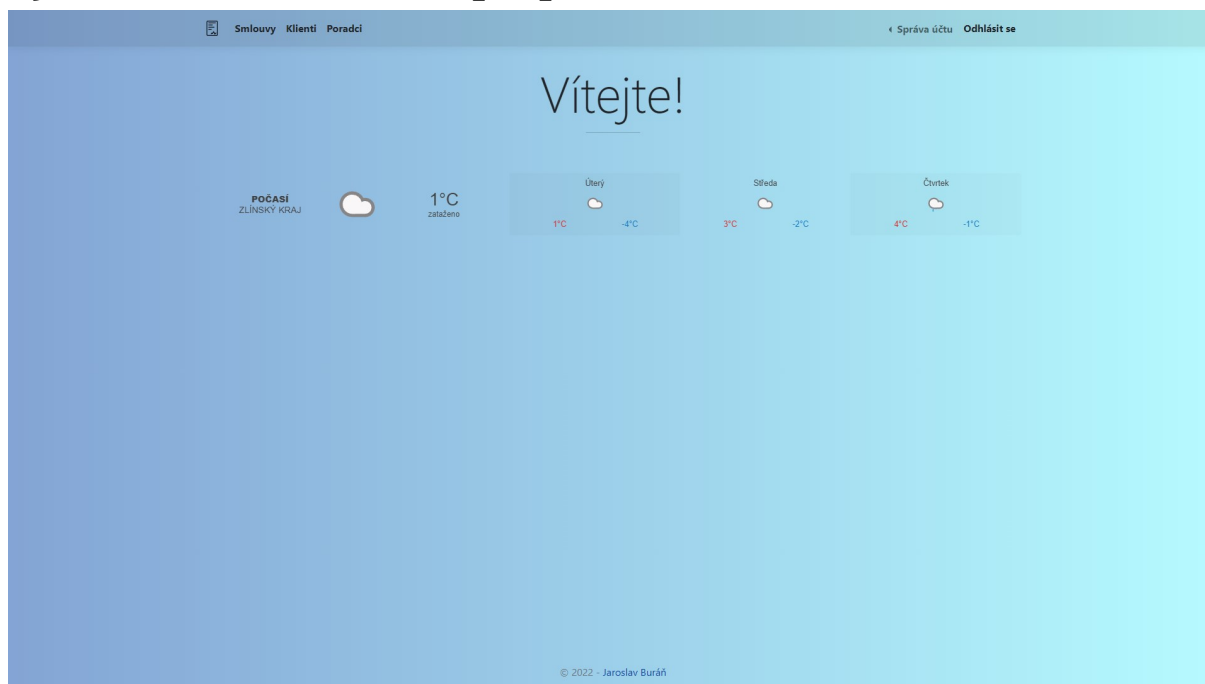 Smlouvy Klienti Poradci
Správa účtu Odhlásit se
Vítejte!
POČASÍ
ZLÍNSKÝ KRAJ
1°C
zataženo
Úterý
1°C -4°C
Středa
3°C -2°C
Čtvrtek
4°C -1°C
© 2022 - Jaroslav Buráň